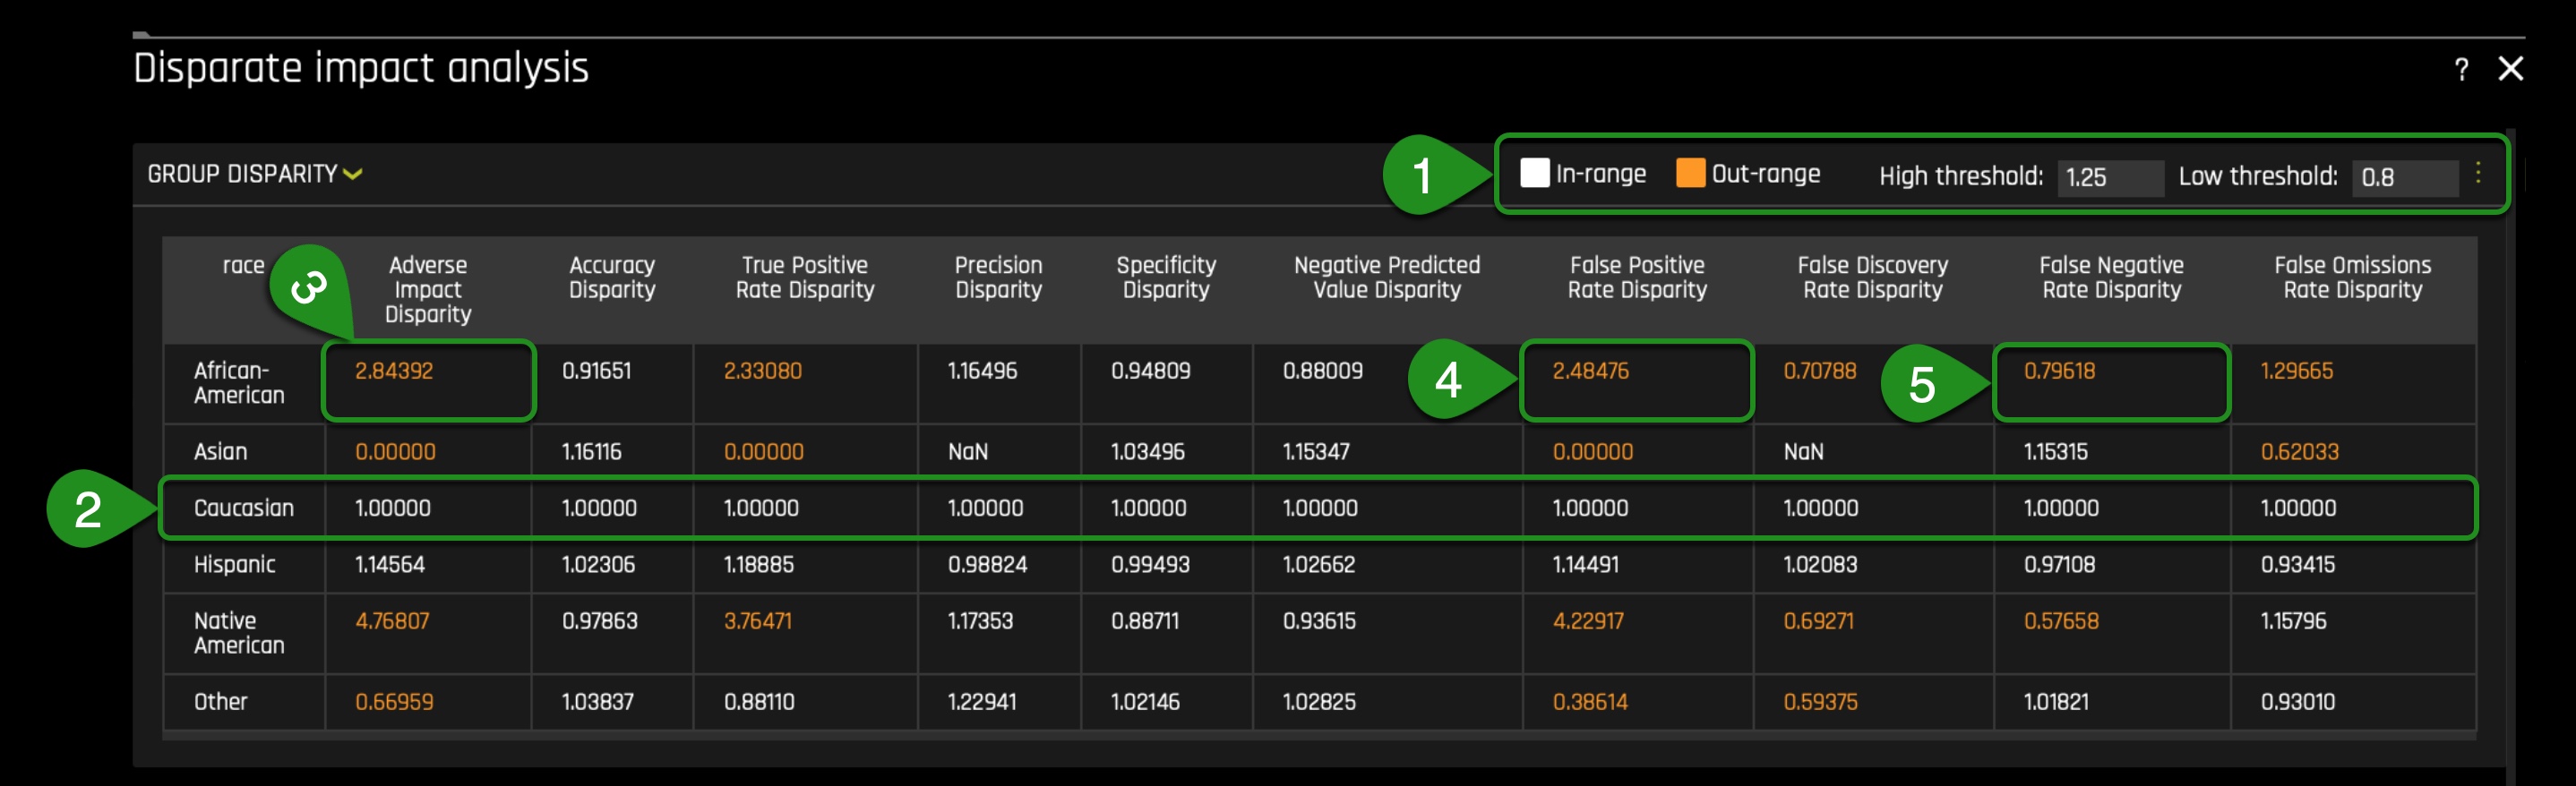 Disparate impact analysis ? X
GROUP DISPARITY
1 In-range Out-range High threshold: 1.25 Low threshold: 0.8
race 3 Adverse Impact Disparity Accuracy Disparity True Positive Rate Disparity Precision Disparity Specificity Disparity Negative Predicted Value Disparity False Positive Rate Disparity False Discovery Rate Disparity False Negative Rate Disparity False Omissions Rate Disparity
African-American 2.84392 0.91651 2.33080 1.16496 0.94809 0.88009 4 2.48476 0.70788 5 0.79618 1.29665
Asian 0.00000 1.16116 0.00000 NaN 1.03496 1.15347 0.00000 NaN 1.15315 0.62033
2 Caucasian 1.00000 1.00000 1.00000 1.00000 1.00000 1.00000 1.00000 1.00000 1.00000 1.00000
Hispanic 1.14564 1.02306 1.18885 0.98824 0.99493 1.02662 1.14491 1.02083 0.97108 0.93415
Native American 4.76807 0.97863 3.76471 1.17353 0.88711 0.93615 4.22917 0.69271 0.57658 1.15796
Other 0.66959 1.03837 0.88110 1.22941 1.02146 1.02825 0.38614 0.59375 1.01821 0.93010